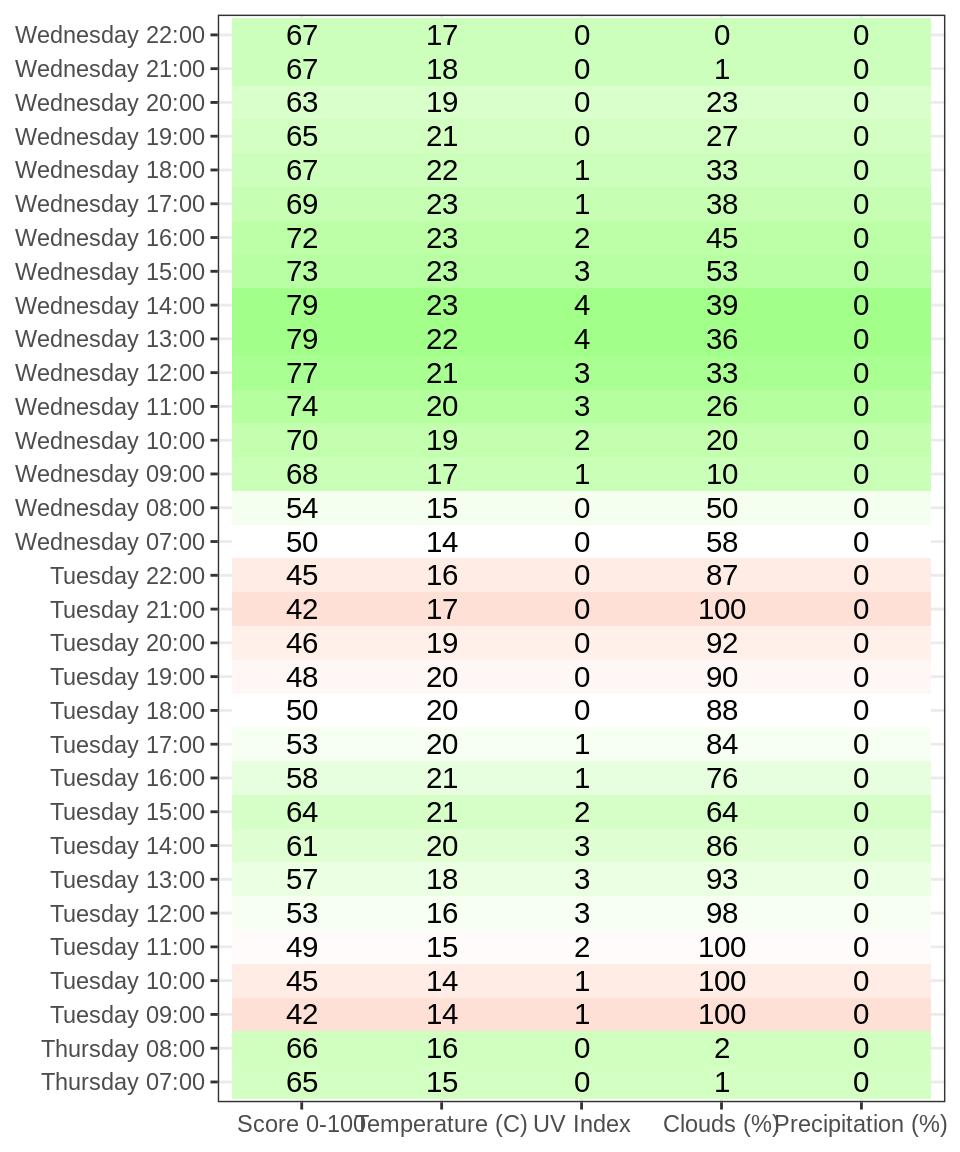 Wednesday 22:00 67 17 0 0 0
Wednesday 21:00 67 18 0 1 0
Wednesday 20:00 63 19 0 23 0
Wednesday 19:00 65 21 0 27 0
Wednesday 18:00 67 22 1 33 0
Wednesday 17:00 69 23 1 38 0
Wednesday 16:00 72 23 2 45 0
Wednesday 15:00 73 23 3 53 0
Wednesday 14:00 79 23 4 39 0
Wednesday 13:00 79 22 4 36 0
Wednesday 12:00 77 21 3 33 0
Wednesday 11:00 74 20 3 26 0
Wednesday 10:00 70 19 2 20 0
Wednesday 09:00 68 17 1 10 0
Wednesday 08:00 54 15 0 50 0
Wednesday 07:00 50 14 0 58 0
Tuesday 22:00 45 16 0 87 0
Tuesday 21:00 42 17 0 100 0
Tuesday 20:00 46 19 0 92 0
Tuesday 19:00 48 20 0 90 0
Tuesday 18:00 50 20 0 88 0
Tuesday 17:00 53 20 1 84 0
Tuesday 16:00 58 21 1 76 0
Tuesday 15:00 64 21 2 64 0
Tuesday 14:00 61 20 3 86 0
Tuesday 13:00 57 18 3 93 0
Tuesday 12:00 53 16 3 98 0
Tuesday 11:00 49 15 2 100 0
Tuesday 10:00 45 14 1 100 0
Tuesday 09:00 42 14 1 100 0
Thursday 08:00 66 16 0 2 0
Thursday 07:00 65 15 0 1 0
Score 0-100 Temperature (C) UV Index Clouds (%) Precipitation (%)